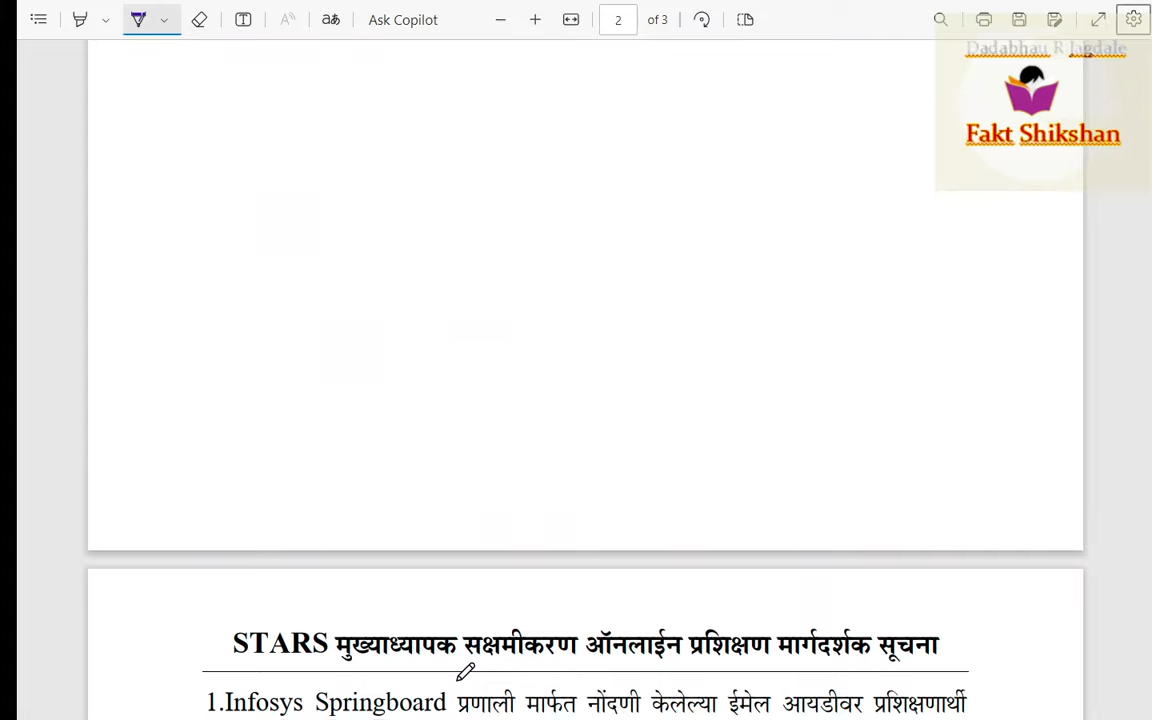 Ask Copilot
2 of 3
Dadabhau R Jagdale
Fakt Shikshan
STARS मुख्याध्यापक सक्षमीकरण ऑनलाईन प्रशिक्षण मार्गदर्शक सूचना
1.Infosys Springboard प्रणाली मार्फत नोंदणी केलेल्या ईमेल आयडीवर प्रशिक्षणार्थी